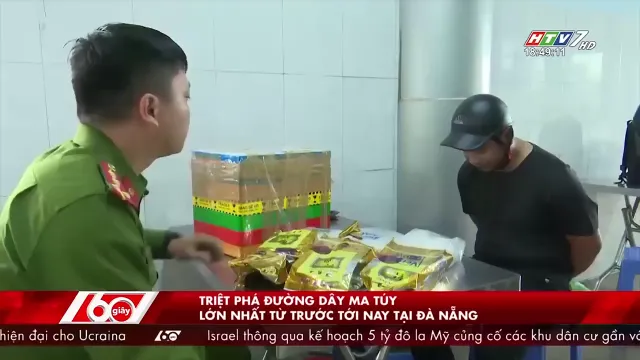 HTV7 HD
18:49:11
TRIỆT PHÁ ĐƯỜNG DÂY MA TÚY
LỚN NHẤT TỪ TRƯỚC TỚI NAY TẠI ĐÀ NẴNG
60 giây
hiện đại cho Ucraina
Israel thông qua kế hoạch 5 tỷ đô la Mỹ củng cố các khu dân cư gần v